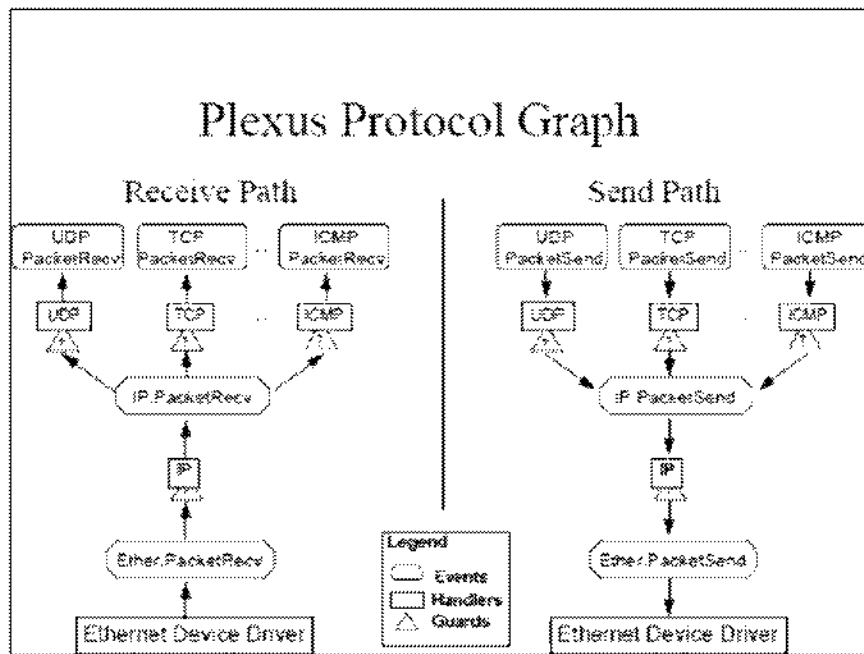 Plexus Protocol Graph
Receive Path
Send Path
UDP
PacketRecv
TCP
PacketRecv
..
ICMP
PacketRecv
UDP
PacketSend
TCP
PacketSend
..
ICMP
PacketSend
UDP
TCP
..
ICMP
UDP
TCP
..
ICMP
?
?
?
?
?
?
IP.PacketRecv
IP.PacketSend
IP
IP
Ether.PacketRecv
Ether.PacketSend
Legend
Events
Handlers
Guards
Ethernet Device Driver
Ethernet Device Driver